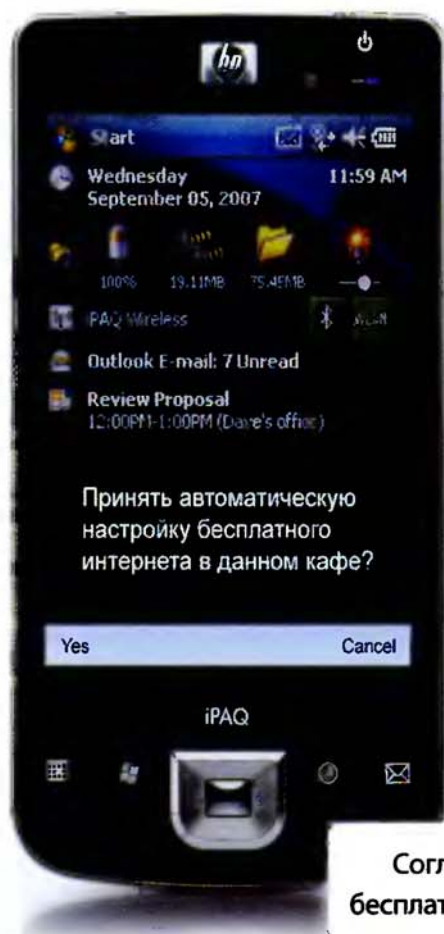 hp
Start
Wednesday 11:59 AM
September 05, 2007
100% 19.11MB 75.45MB
iPAQ Wireless
Outlook E-mail: 7 Unread
Review Proposal
12:00PM-1:00PM (Dave's office)
Принять автоматическую
настройку бесплатного
интернета в данном кафе?
Yes Cancel
iPAQ
бесплат